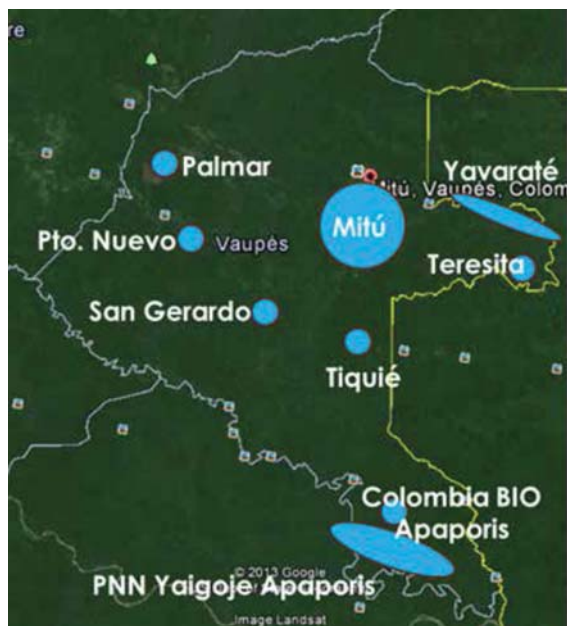 re
Palmar
Yavaraté
Mitú, Vaupés, Colom
Mitú
Pto. Nuevo
Vaupés
Teresita
San Gerardo
Tiquié
Colombia BIO
Apaporis
© 2013 Google
PNN Yaigoje Apaporis
Image Landsat